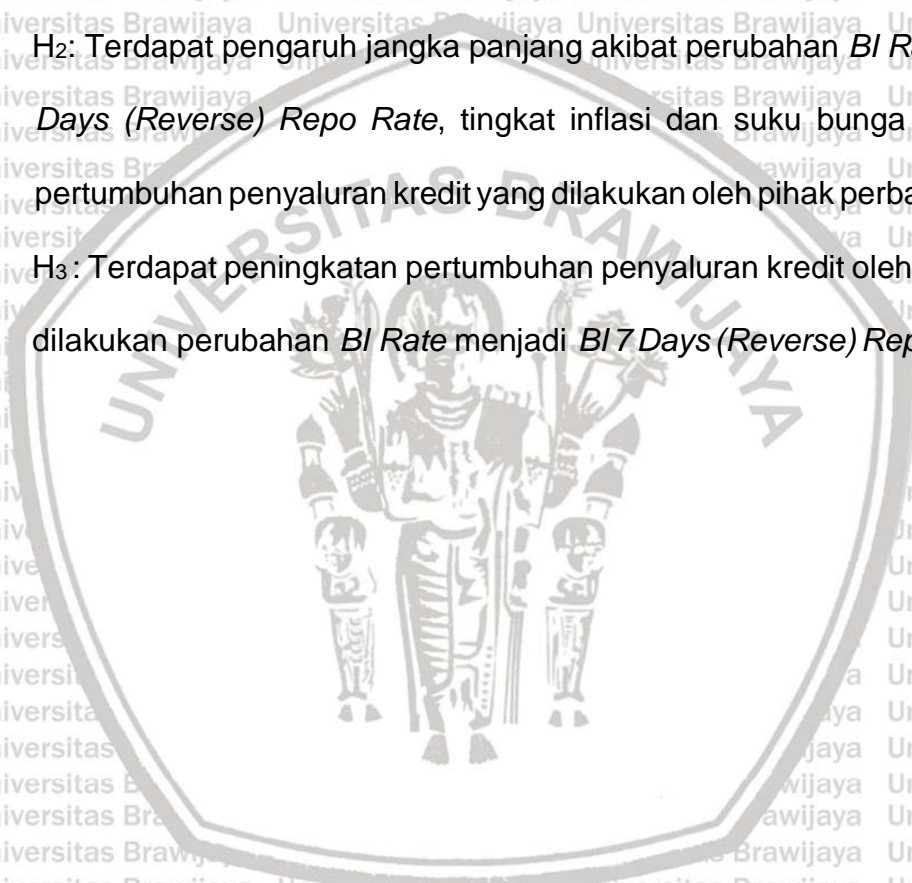 H2: Terdapat pengaruh jangka panjang akibat perubahan BI
Days (Reverse) Repo Rate, tingkat inflasi dan suku bunga
pertumbuhan penyaluran kredit yang dilakukan oleh pihak
H3 : Terdapat peningkatan pertumbuhan penyaluran kredit oleh
dilakukan perubahan BI Rate menjadi BI 7 Days (Reverse)
UNIVERSITAS BRAWIJAYA